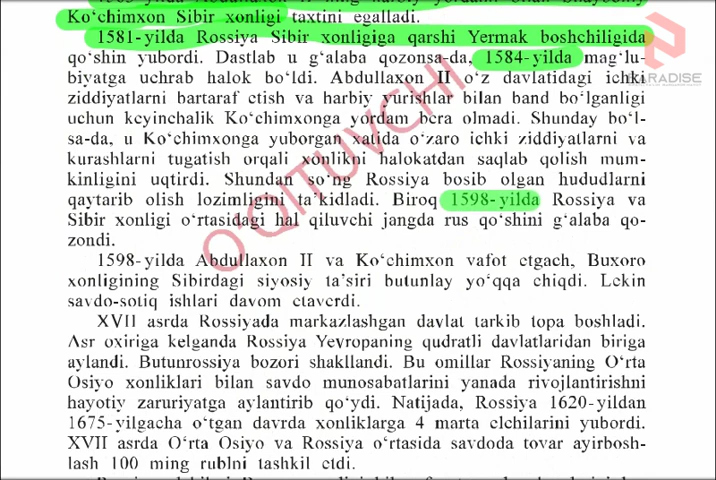 Ko‘chimxon Sibir xonligi taxtini egalladi.
1581-yilda Rossiya Sibir xonligiga qarshi Yermak boshchiligida
qo‘shin yubordi. Dastlab u g‘alaba qozonsa-da, 1584-yilda mag‘lu-
biyatga uchrab halok bo‘ldi. Abdullaxon II o‘z davlatidagi ichki
ziddiyatlarni bartaraf etish va harbiy yurishlar bilan band bo‘lganligi
uchun keyinchalik Ko‘chimxonga yordam bera olmadi. Shunday bo‘l-
sa-da, u Ko‘chimxonga yuborgan xatida o‘zaro ichki ziddiyatlarni va
kurashlarni tugatish orqali xonlikni halokatdan saqlab qolish mum-
kinligini uqtirdi. Shundan so‘ng Rossiya bosib olgan hududlarni
qaytarib olish lozimligini ta’kidladi. Biroq 1598-yilda Rossiya va
Sibir xonligi o‘rtasidagi hal qiluvchi jangda rus qo‘shini g‘alaba qo-
zondi.
1598-yilda Abdullaxon II va Ko‘chimxon vafot etgach, Buxoro
xonligining Sibirdagi siyosiy ta’siri butunlay yo‘qqa chiqdi. Lekin
savdo-sotiq ishlari davom etaverdi.
XVII asrda Rossiyada markazlashgan davlat tarkib topa boshladi.
Asr oxiriga kelganda Rossiya Yevropaning qudratli davlatlaridan biriga
aylandi. Butunrossiya bozori shakllandi. Bu omillar Rossiyaning O‘rta
Osiyo xonliklari bilan savdo munosabatlarini yanada rivojlantirishni
hayotiy zaruriyatga aylantirib qo‘ydi. Natijada, Rossiya 1620-yildan
1675-yilgacha o‘tgan davrda xonliklarga 4 marta elchilarini yubordi.
XVII asrda O‘rta Osiyo va Rossiya o‘rtasida savdoda tovar ayirbosh-
lash 100 ming rublni tashkil etdi.
O‘QITUVCHI
PARADISE